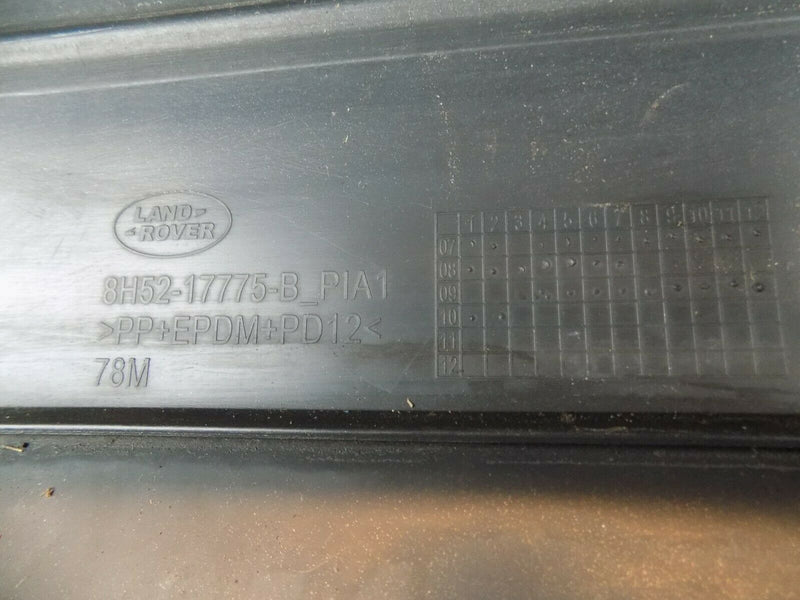 LAND
ROVER
8H52-17775-B_PIA1
>PP+EPDM+PD12<
78M
1 2 3 4 5 6 7 8 9 10 11 12
07
08
09
10
11
12